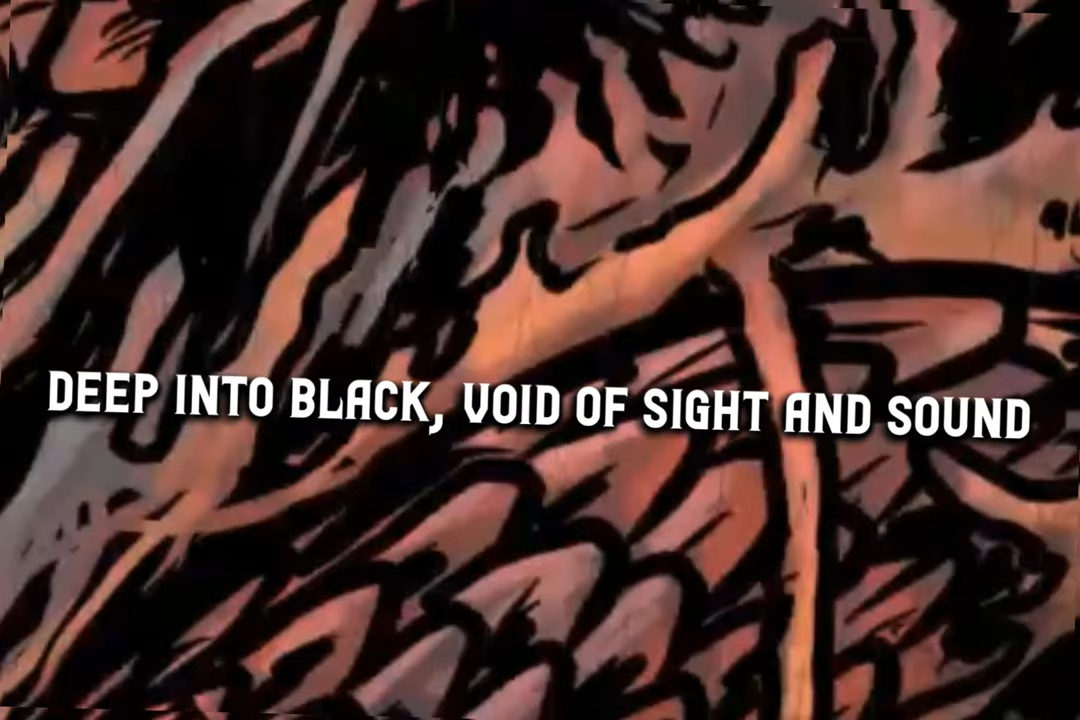 DEEP INTO BLACK, VOID OF SIGHT AND SOUND